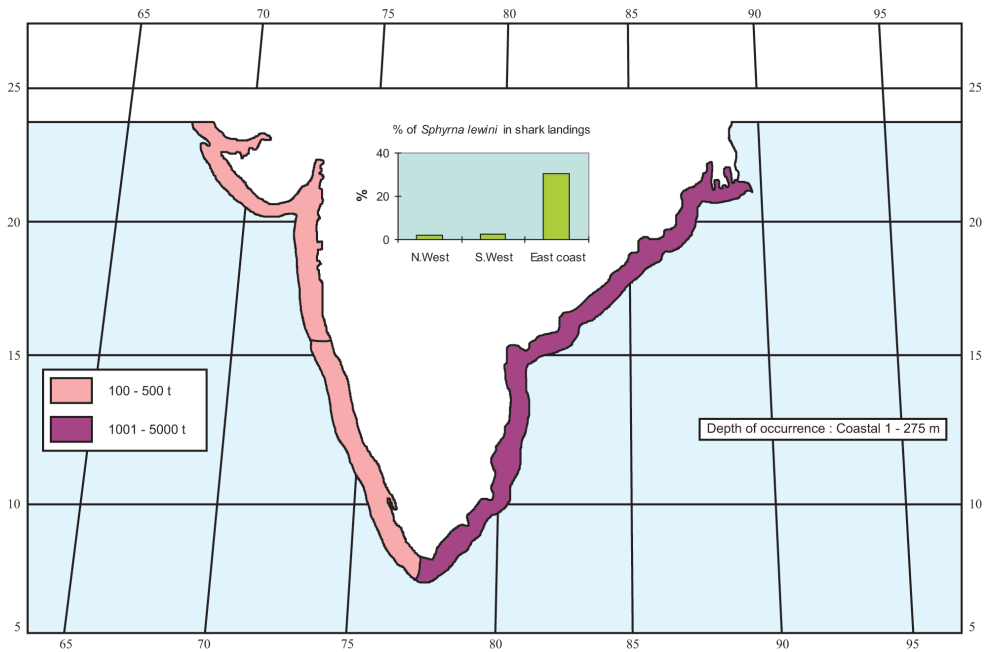 65 70 75 80 85 90 95
25 25
% of Sphyrna lewini in shark landings
40
%
20
0
N.West S.West East coast
20 20
15 15
100 - 500 t
1001 - 5000 t
Depth of occurrence : Coastal 1 - 275 m
10 10
5 5
65 70 75 80 85 90 95